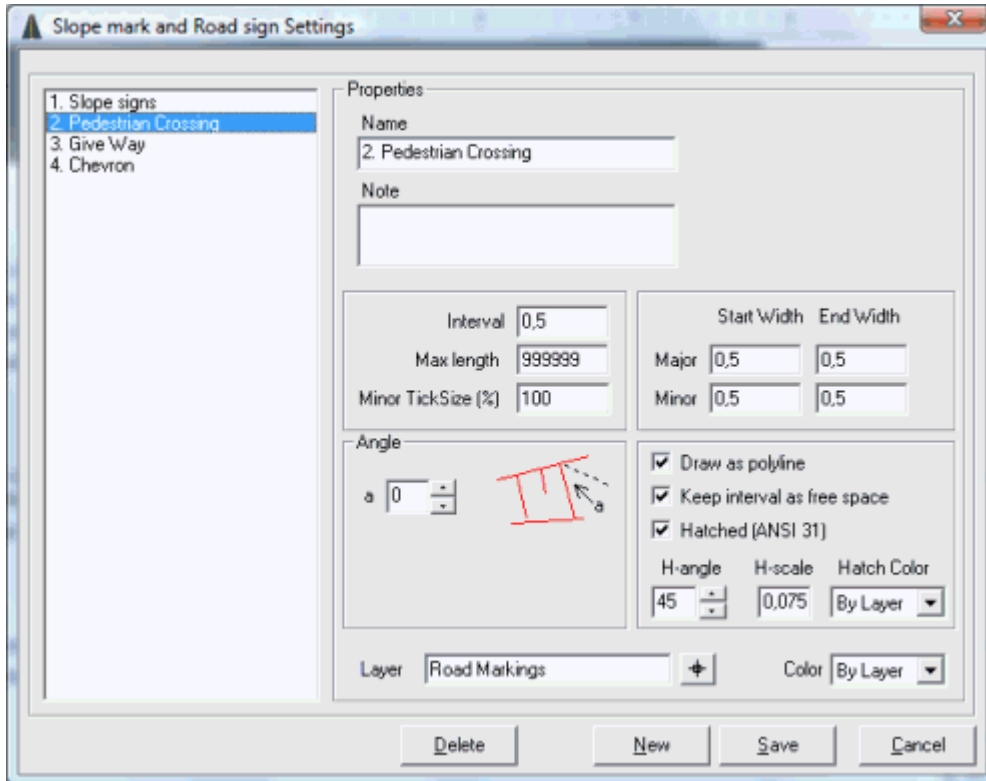 Slope mark and Road sign Settings
1. Slope signs
2. Pedestrian Crossing
3. Give Way
4. Chevron
Properties
Name
2. Pedestrian Crossing
Note
Interval 0,5
Max length 999999
Minor TickSize (%) 100
Start Width End Width
Major 0,5 0,5
Minor 0,5 0,5
Angle
a 0
a
Draw as polyline
Keep interval as free space
Hatched (ANSI 31)
H-angle H-scale Hatch Color
45 0,075 By Layer
Layer Road Markings Color By Layer
Delete New Save Cancel